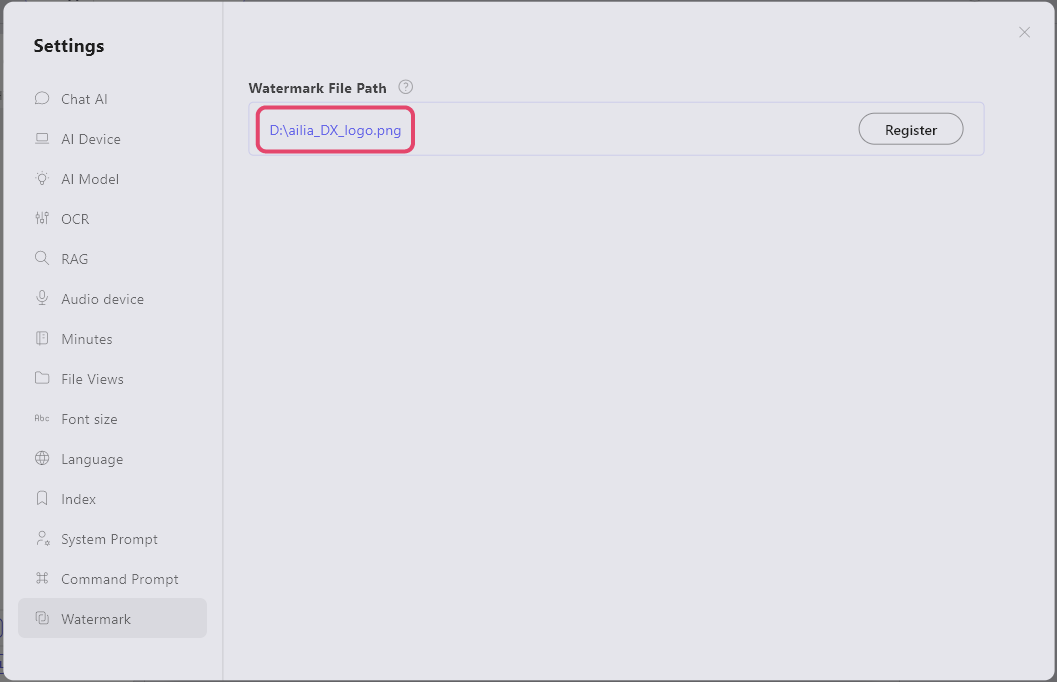 Settings
Chat AI
AI Device
AI Model
OCR
RAG
Audio device
Minutes
File Views
Abc Font size
Language
Index
System Prompt
Command Prompt
Watermark
Watermark File Path ?
D:\ailia_DX_logo.png
Register